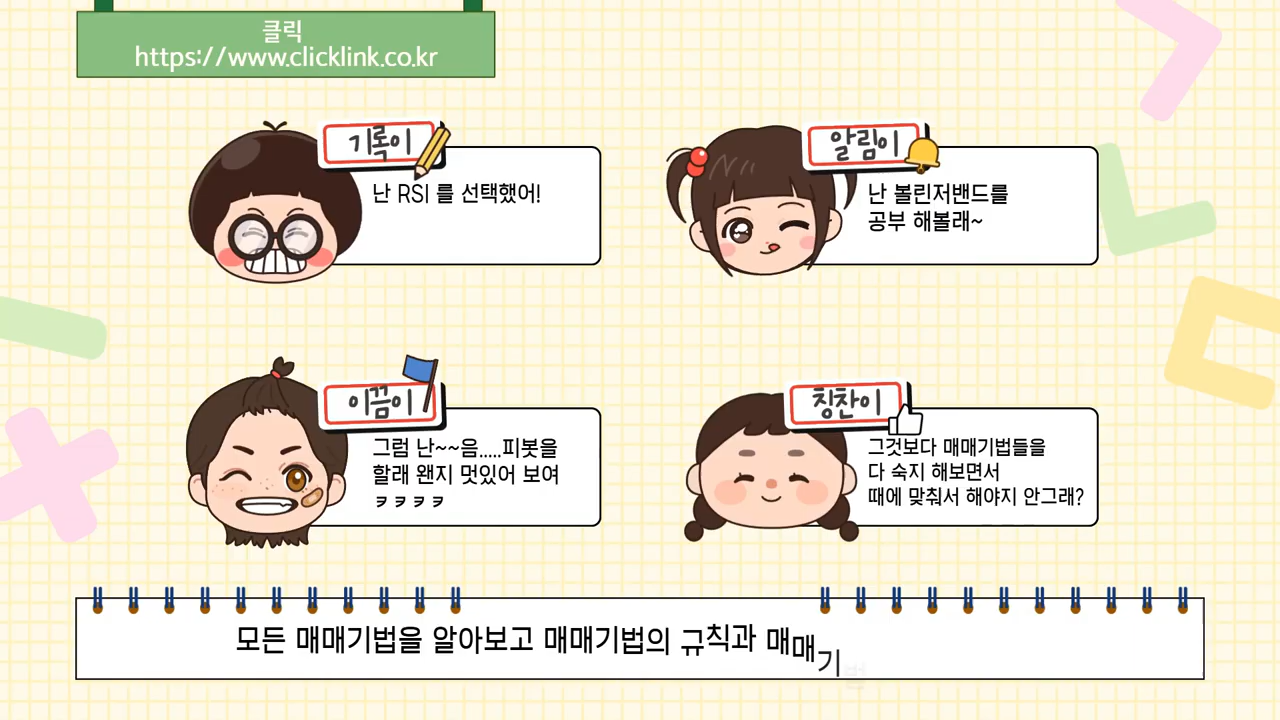 클릭
https://www.clicklink.co.kr
기록이
난 RSI 를 선택했어!
알림이
난 볼린저밴드를
공부 해볼래~
이끔이
그럼 난~~음.....피봇을
할래 왠지 멋있어 보여
ㅋㅋㅋㅋ
칭찬이
그것보다 매매기법들을
다 숙지 해보면서
때에 맞춰서 해야지 안그래?
모든 매매기법을 알아보고 매매기법의 규칙과 매매기법